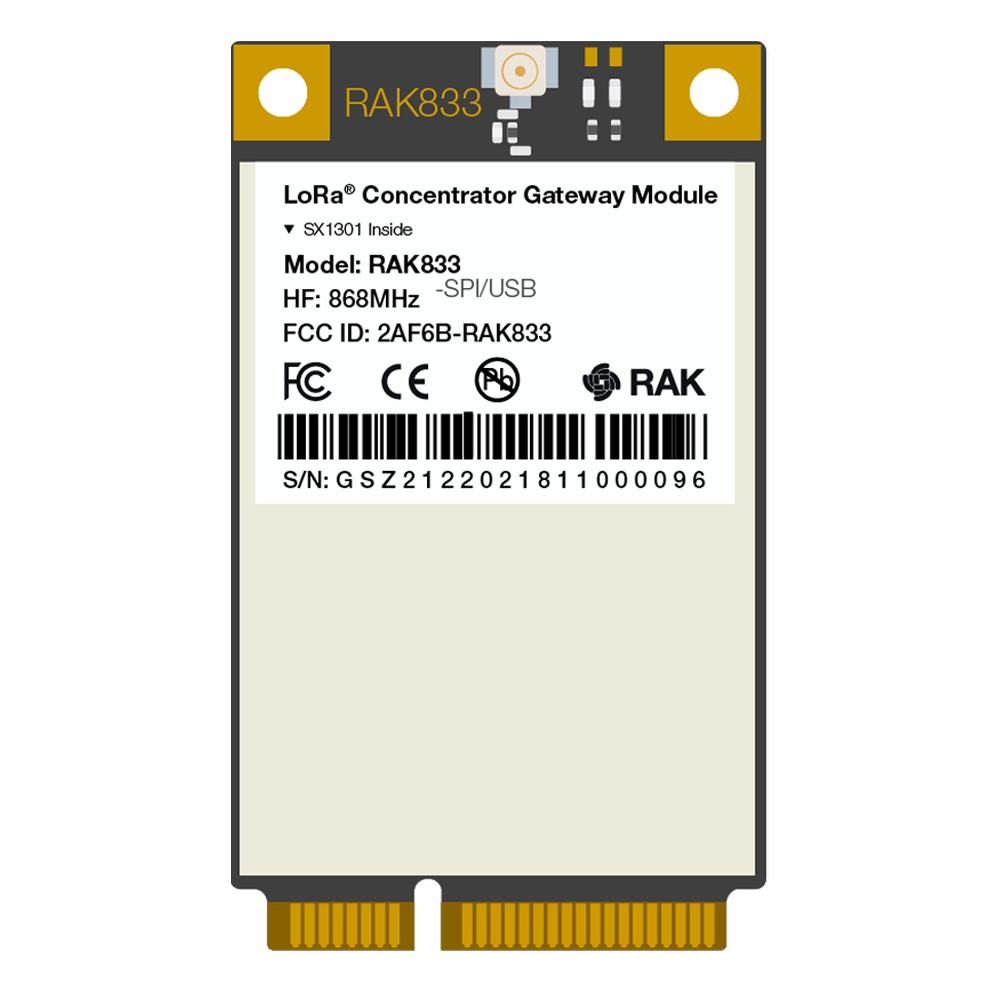 RAK833
LoRa® Concentrator Gateway Module
▼ SX1301 Inside
Model: RAK833
-SPI/USB
HF: 868MHz
FCC ID: 2AF6B-RAK833
FC CE Pb RAK
S/N: GSZ2122021811000096